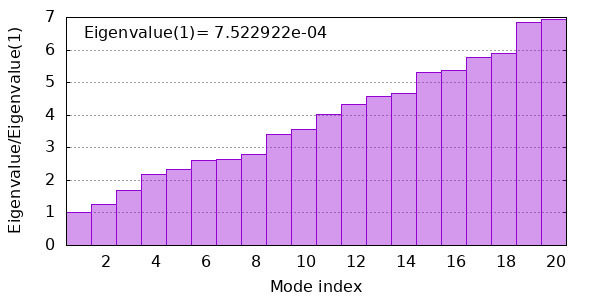 Eigenvalue(1)= 7.522922e-04
Eigenvalue/Eigenvalue(1)
7
6
5
4
3
2
1
0
2 4 6 8 10 12 14 16 18 20
Mode index